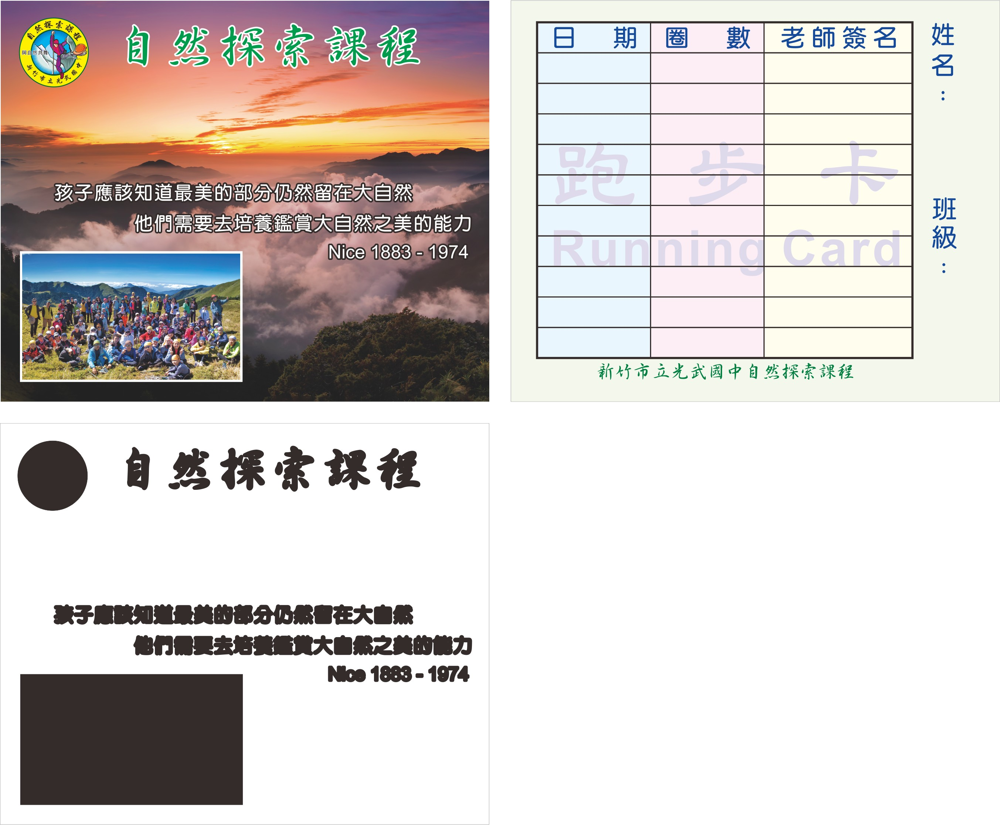 自然探索課程
與自然共舞
新竹市立光武國中
自然探索課程
孩子應該知道最美的部分仍然留在大自然
他們需要去培養鑑賞大自然之美的能力
Nice 1883 - 1974
日期 圈數 老師簽名
跑步卡
Running Card
新竹市立光武國中自然探索課程
姓名：
班級：
自然探索課程
孩子應該知道最美的部分仍然留在大自然
他們需要去培養鑑賞大自然之美的能力
Nice 1883 - 1974